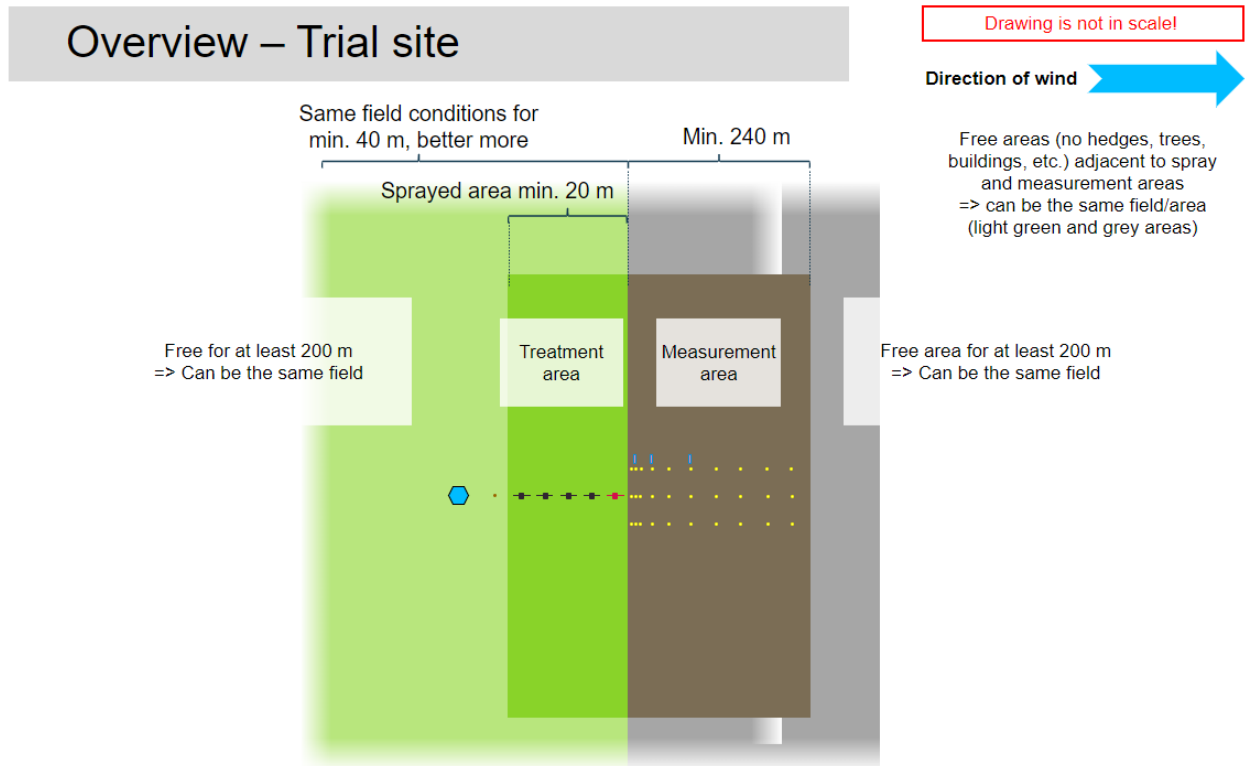 Overview – Trial site
Drawing is not in scale!
Direction of wind
Same field conditions for
min. 40 m, better more
Min. 240 m
Free areas (no hedges, trees,
buildings, etc.) adjacent to spray
and measurement areas
=> can be the same field/area
(light green and grey areas)
Sprayed area min. 20 m
Free for at least 200 m
=> Can be the same field
Treatment
area
Measurement
area
Free area for at least 200 m
=> Can be the same field